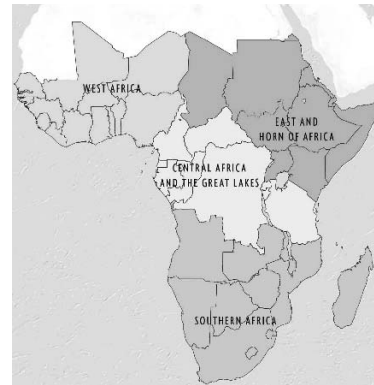 WEST AFRICA
EAST AND
HORN OF AFRICA
CENTRAL AFRICA
AND THE GREAT LAKES
SOUTHERN AFRICA